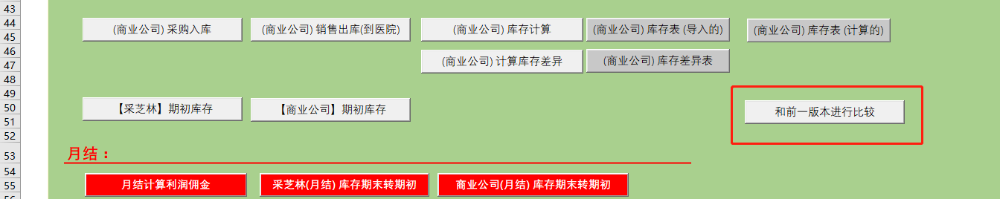 43
44
45
46
47
48
49
50
51
52
53
54
55
(商业公司) 采购入库
(商业公司) 销售出库(到医院)
(商业公司) 库存计算
(商业公司) 库存表 (导入的)
(商业公司) 库存表 (计算的)
(商业公司) 计算库存差异
(商业公司) 库存差异表
【采芝林】期初库存
【商业公司】期初库存
和前一版本进行比较
月结：
月结计算利润佣金
采芝林(月结) 库存期末转期初
商业公司(月结) 库存期末转期初